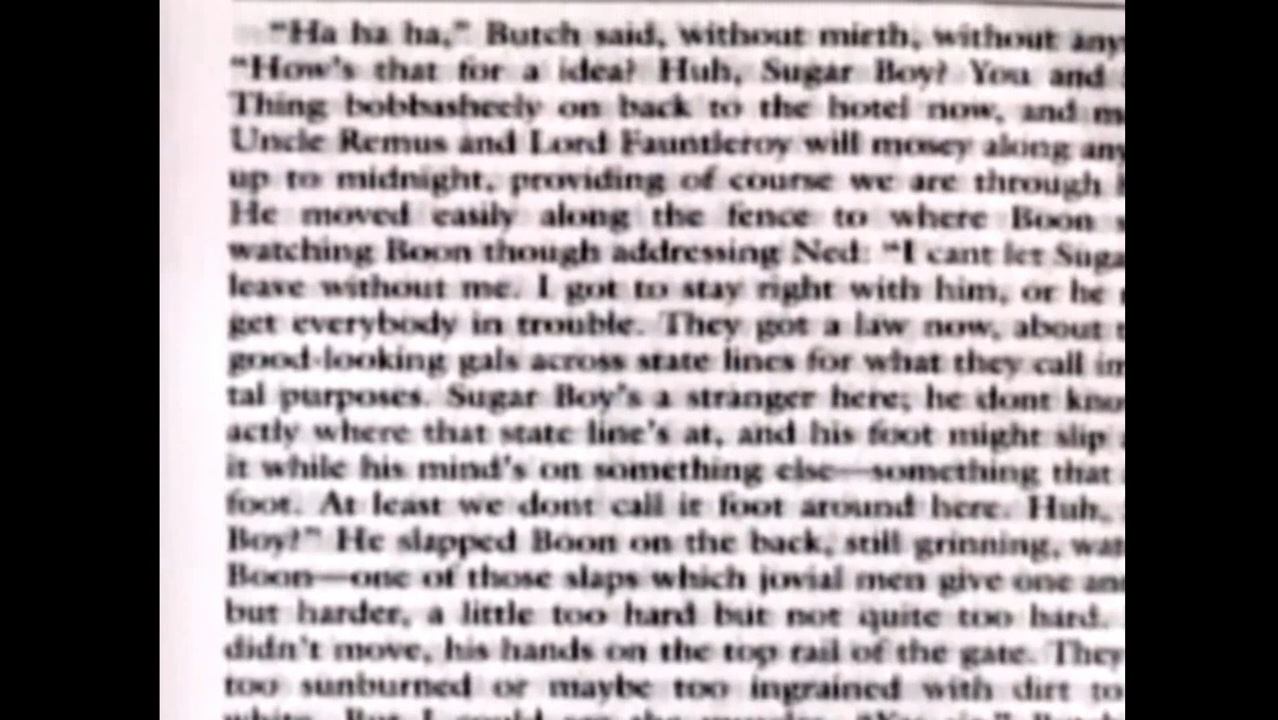 “Ha ha ha,” Butch said, without mirth, without any
“How's that for a idea? Huh, Sugar Boy? You and
Thing bobbasheely on back to the hotel now, and m
Uncle Remus and Lord Fauntleroy will mosey along any
up to midnight, providing of course we are through
He moved easily along the fence to where Boon s
watching Boon though addressing Ned: “I cant let Suga
leave without me. I got to stay right with him, or he
get everybody in trouble. They got a law now, about
good-looking gals across state lines for what they call im
tal purposes. Sugar Boy's a stranger here; he dont kno
actly where that state line's at, and his foot might slip
it while his mind's on something else—something that
foot. At least we dont call it foot around here. Huh,
Boy?” He slapped Boon on the back, still grinning, wat
Boon—one of those slaps which jovial men give one an
but harder, a little too hard but not quite too hard.
didn't move, his hands on the top rail of the gate. They
too sunburned or maybe too ingrained with dirt to
white. But I could see the muscles. “Yes sir,”